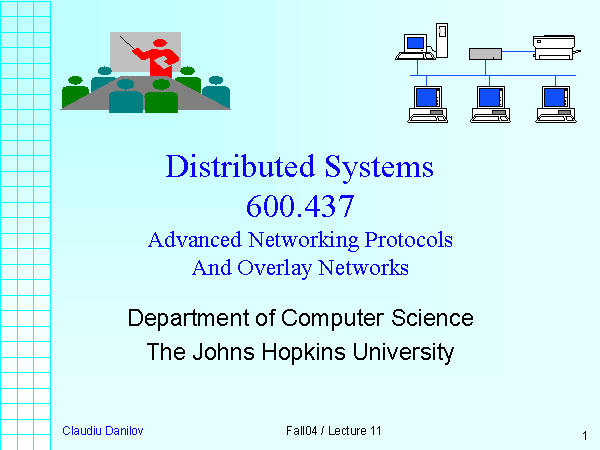 Distributed Systems
600.437
Advanced Networking Protocols
And Overlay Networks
Department of Computer Science
The Johns Hopkins University
Claudiu Danilov
Fall04 / Lecture 11
1